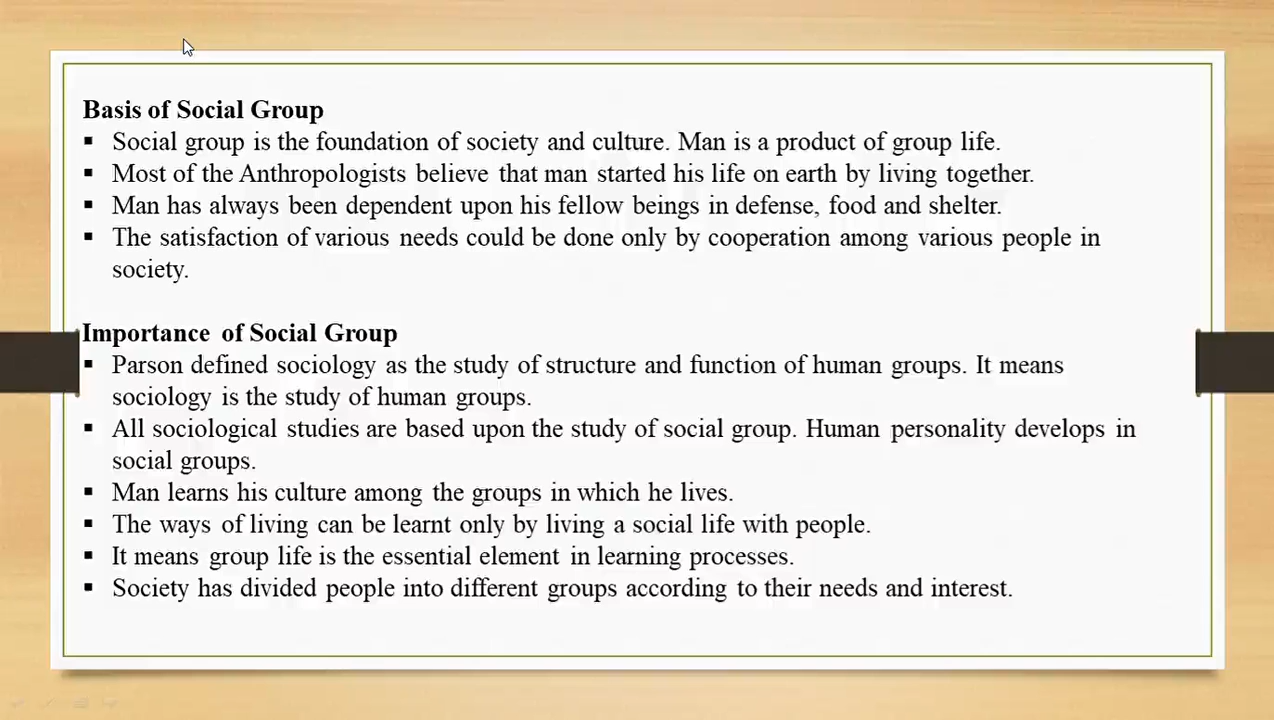 Basis of Social Group
▪ Social group is the foundation of society and culture. Man is a product of group life.
▪ Most of the Anthropologists believe that man started his life on earth by living together.
▪ Man has always been dependent upon his fellow beings in defense, food and shelter.
▪ The satisfaction of various needs could be done only by cooperation among various people in
society.
Importance of Social Group
▪ Parson defined sociology as the study of structure and function of human groups. It means
sociology is the study of human groups.
▪ All sociological studies are based upon the study of social group. Human personality develops in
social groups.
▪ Man learns his culture among the groups in which he lives.
▪ The ways of living can be learnt only by living a social life with people.
▪ It means group life is the essential element in learning processes.
▪ Society has divided people into different groups according to their needs and interest.